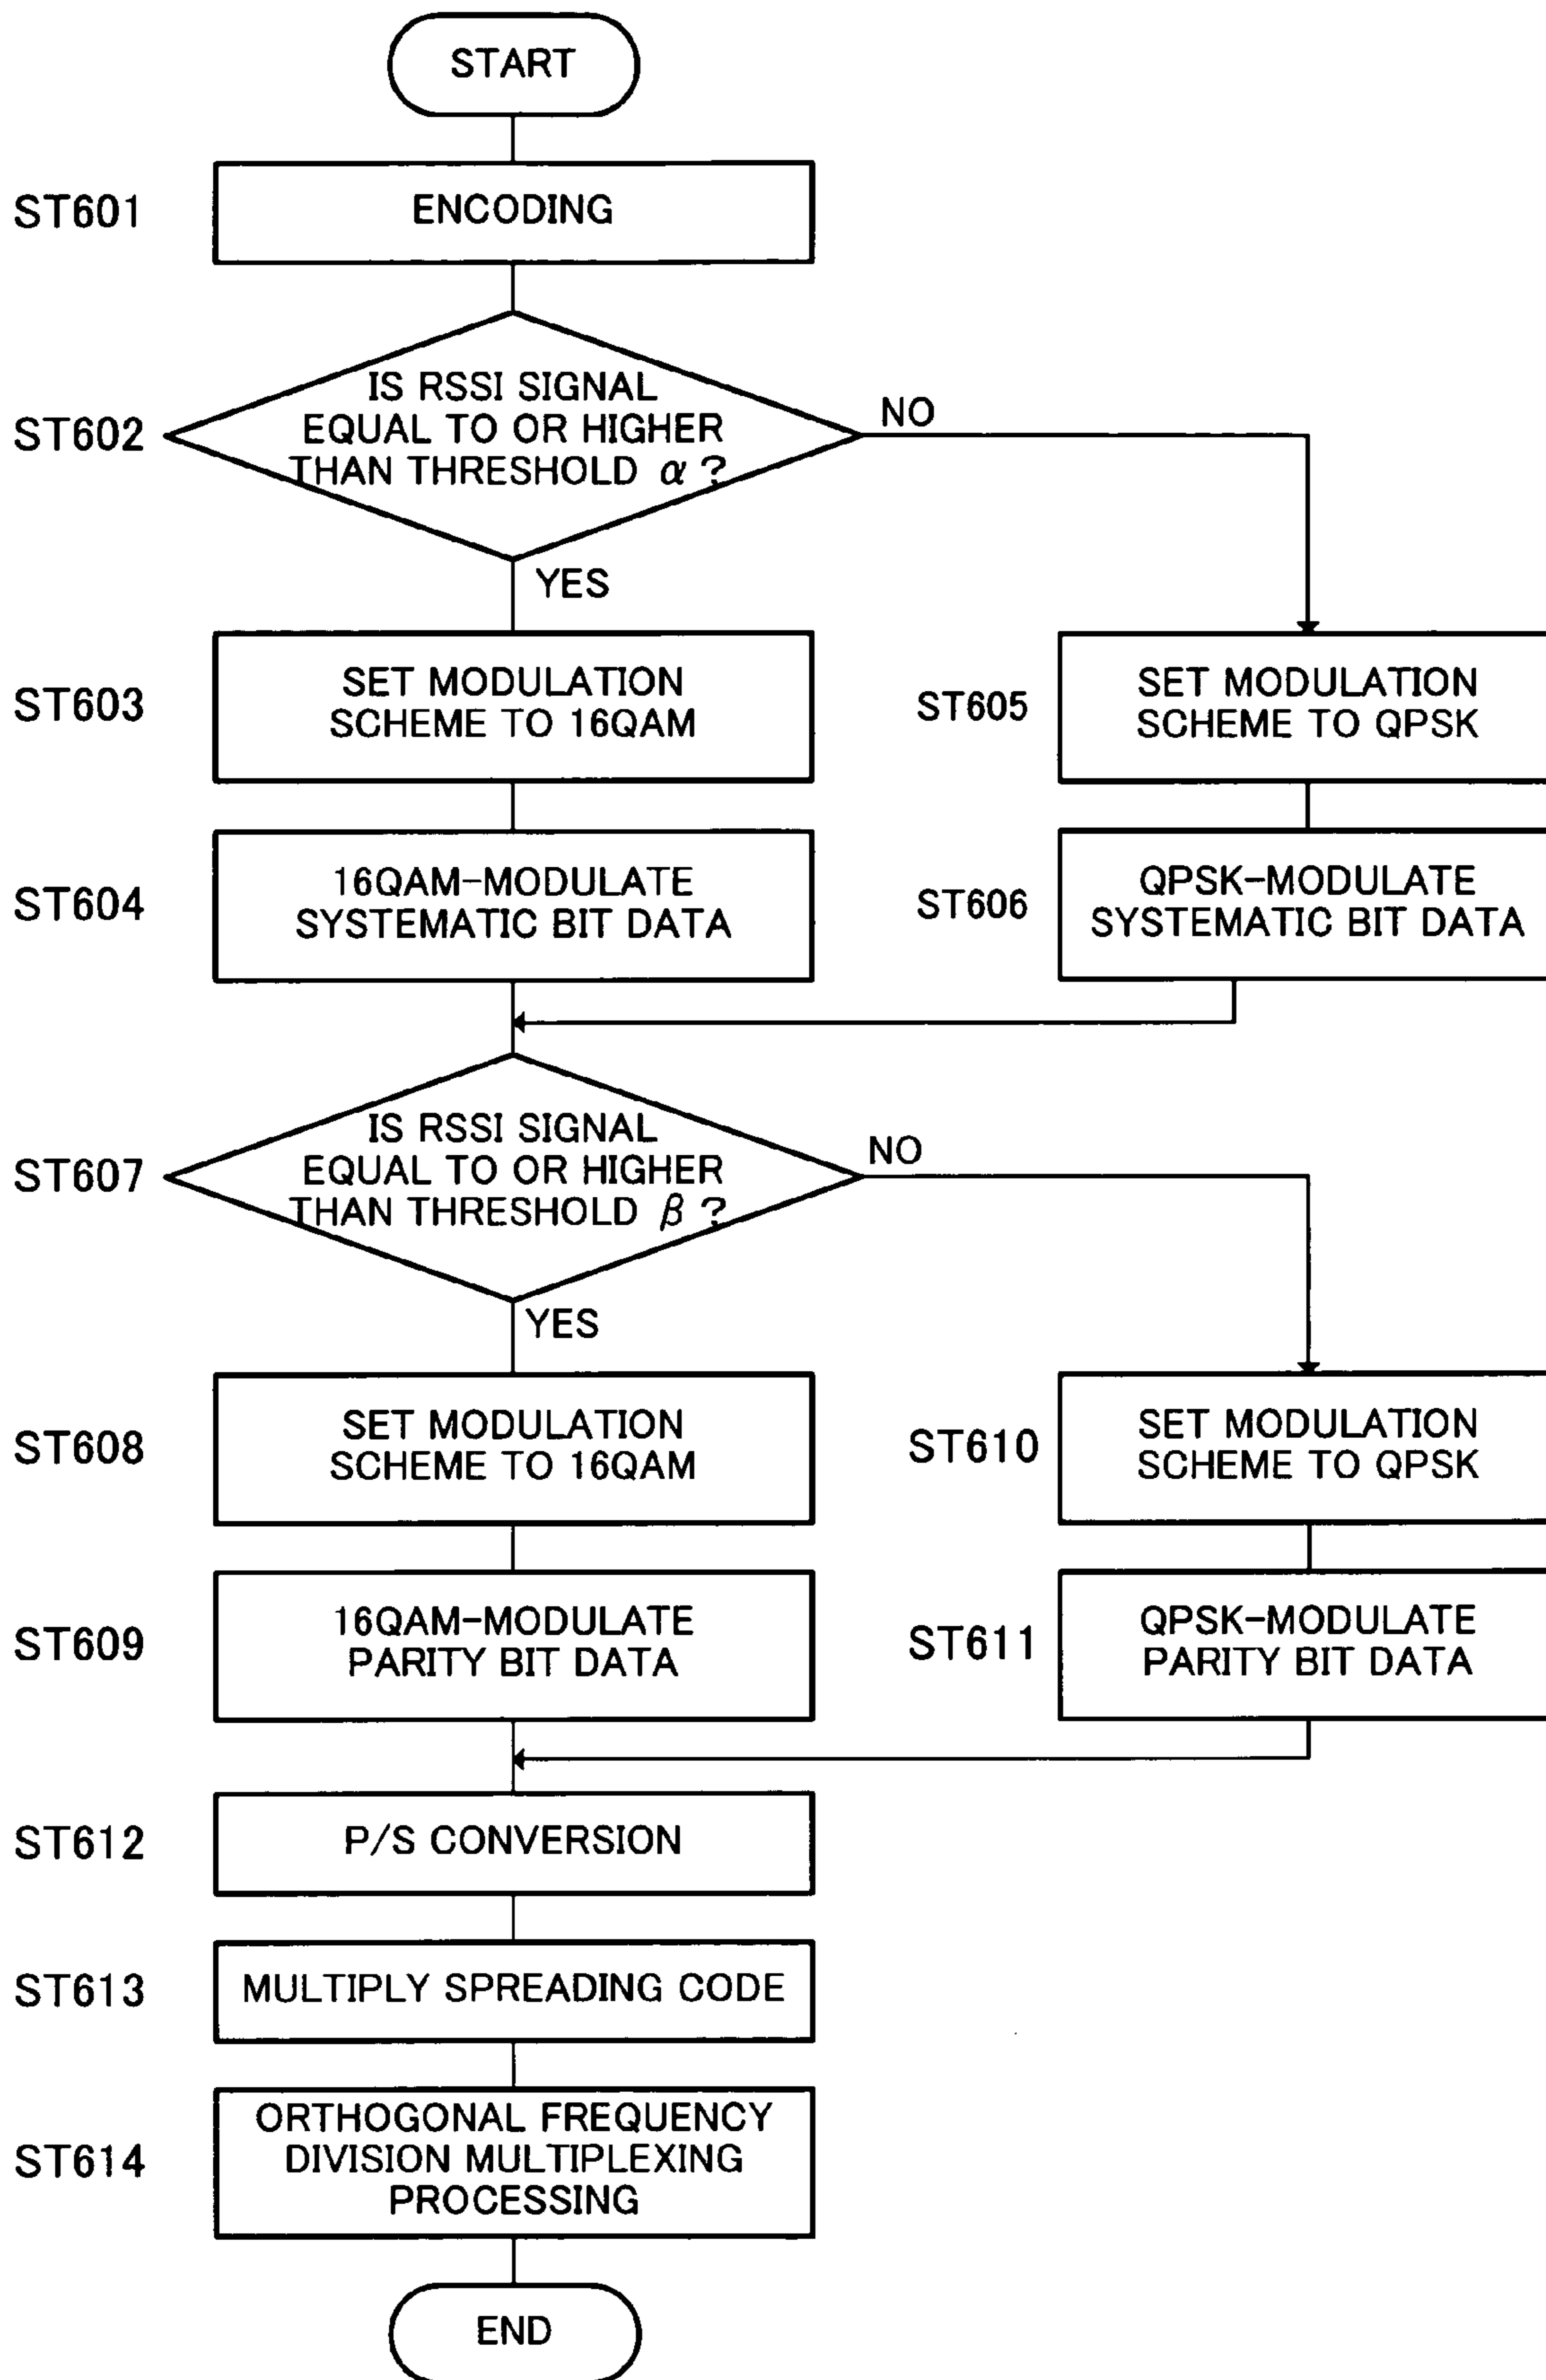 START
ST601
ENCODING
ST602
IS RSSI SIGNAL
EQUAL TO OR HIGHER
THAN THRESHOLD α ?
NO
YES
ST603
SET MODULATION
SCHEME TO 16QAM
ST605
SET MODULATION
SCHEME TO QPSK
ST604
16QAM-MODULATE
SYSTEMATIC BIT DATA
ST606
QPSK-MODULATE
SYSTEMATIC BIT DATA
ST607
IS RSSI SIGNAL
EQUAL TO OR HIGHER
THAN THRESHOLD β ?
NO
YES
ST608
SET MODULATION
SCHEME TO 16QAM
ST610
SET MODULATION
SCHEME TO QPSK
ST609
16QAM-MODULATE
PARITY BIT DATA
ST611
QPSK-MODULATE
PARITY BIT DATA
ST612
P/S CONVERSION
ST613
MULTIPLY SPREADING CODE
ST614
ORTHOGONAL FREQUENCY
DIVISION MULTIPLEXING
PROCESSING
END